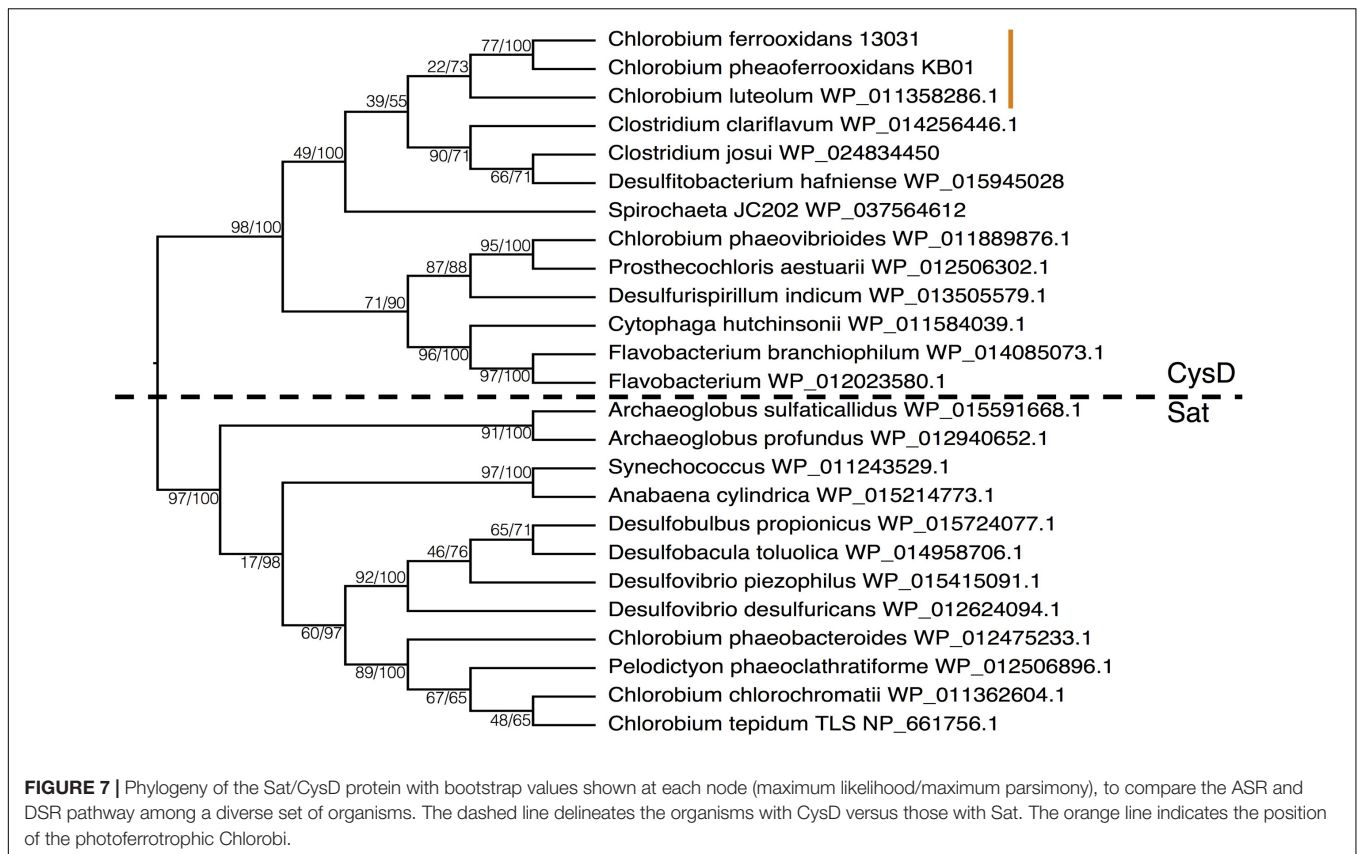 77/100
Chlorobium ferrooxidans 13031
Chlorobium pheaoferrooxidans KB01
22/73
Chlorobium luteolum WP_011358286.1
39/55
Clostridium clariflavum WP_014256446.1
90/71
Clostridium josui WP_024834450
49/100
66/71
Desulfitobacterium hafniense WP_015945028
Spirochaeta JC202 WP_037564612
98/100
95/100
Chlorobium phaeovibrioides WP_011889876.1
87/88
Prosthecochloris aestuarii WP_012506302.1
Desulfurispirillum indicum WP_013505579.1
71/90
Cytophaga hutchinsonii WP_011584039.1
96/100
Flavobacterium branchiophilum WP_014085073.1
97/100
Flavobacterium WP_012023580.1
CysD
Sat
Archaeoglobus sulfaticallidus WP_015591668.1
91/100
Archaeoglobus profundus WP_012940652.1
97/100
Synechococcus WP_011243529.1
97/100
Anabaena cylindrica WP_015214773.1
65/71
Desulfobulbus propionicus WP_015724077.1
46/76
Desulfobacula toluolica WP_014958706.1
17/98
92/100
Desulfovibrio piezophilus WP_015415091.1
Desulfovibrio desulfuricans WP_012624094.1
60/97
Chlorobium phaeobacteroides WP_012475233.1
89/100
Pelodictyon phaeoclathratiforme WP_012506896.1
67/65
Chlorobium chlorochromatii WP_011362604.1
48/65
Chlorobium tepidum TLS NP_661756.1
FIGURE 7 | Phylogeny of the Sat/CysD protein with bootstrap values shown at each node (maximum likelihood/maximum parsimony), to compare the ASR and
DSR pathway among a diverse set of organisms. The dashed line delineates the organisms with CysD versus those with Sat. The orange line indicates the position
of the photoferrotrophic Chlorobi.